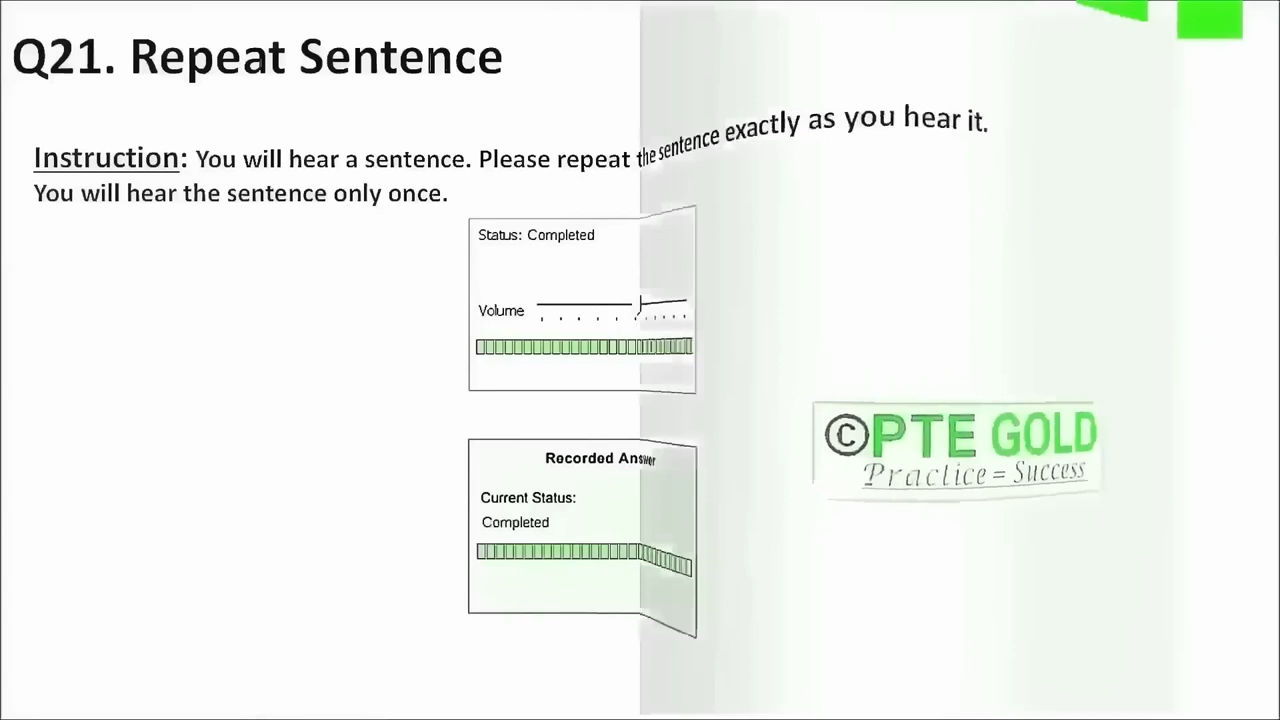 Q21. Repeat Sentence
Instruction: You will hear a sentence. Please repeat the sentence exactly as you hear it.
You will hear the sentence only once.
Status: Completed
Volume
Recorded Answer
Current Status:
Completed
©PTE GOLD
Practice = Success